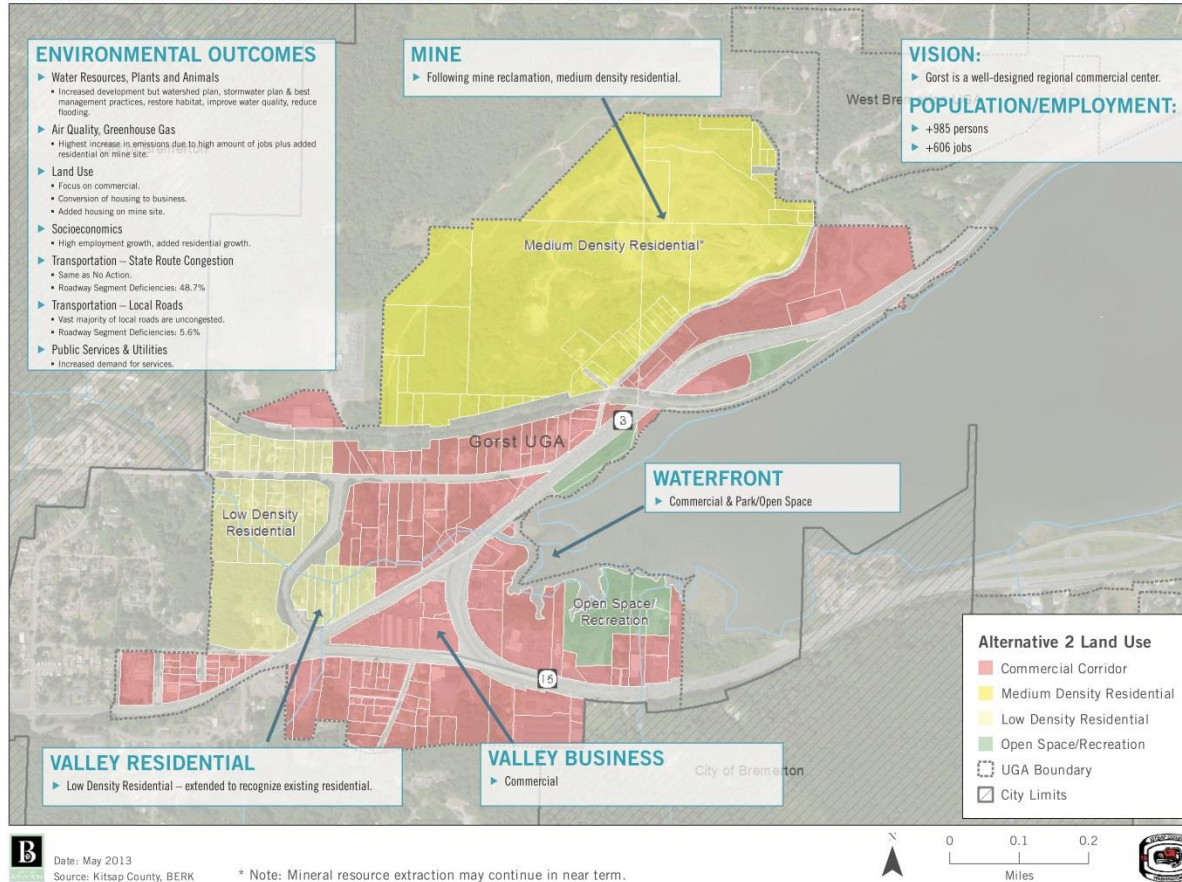 ENVIRONMENTAL OUTCOMES
▶ Water Resources, Plants and Animals
• Increased development but watershed plan, stormwater plan & best
management practices, restore habitat, improve water quality, reduce
flooding.
▶ Air Quality, Greenhouse Gas
• Highest increase in emissions due to high amount of jobs plus added
residential on mine site.
▶ Land Use
• Focus on commercial.
• Conversion of housing to business.
• Added housing on mine site.
▶ Socioeconomics
• High employment growth, added residential growth.
▶ Transportation – State Route Congestion
• Same as No Action.
• Roadway Segment Deficiencies: 48.7%
▶ Transportation – Local Roads
• Vast majority of local roads are uncongested.
• Roadway Segment Deficiencies: 5.6%
▶ Public Services & Utilities
• Increased demand for services.
MINE
▶ Following mine reclamation, medium density residential.
VISION:
▶ Gorst is a well-designed regional commercial center.
POPULATION/EMPLOYMENT:
▶ +985 persons
▶ +606 jobs
West Bremerton UGA
Medium Density Residential*
3
Gorst UGA
WATERFRONT
▶ Commercial & Park/Open Space
Low Density
Residential
Open Space/
Recreation
16
VALLEY RESIDENTIAL
▶ Low Density Residential – extended to recognize existing residential.
VALLEY BUSINESS
▶ Commercial
City of Bremerton
Alternative 2 Land Use
Commercial Corridor
Medium Density Residential
Low Density Residential
Open Space/Recreation
UGA Boundary
City Limits
B
Date: May 2013
Source: Kitsap County, BERK
* Note: Mineral resource extraction may continue in near term.
N
0 0.1 0.2
Miles